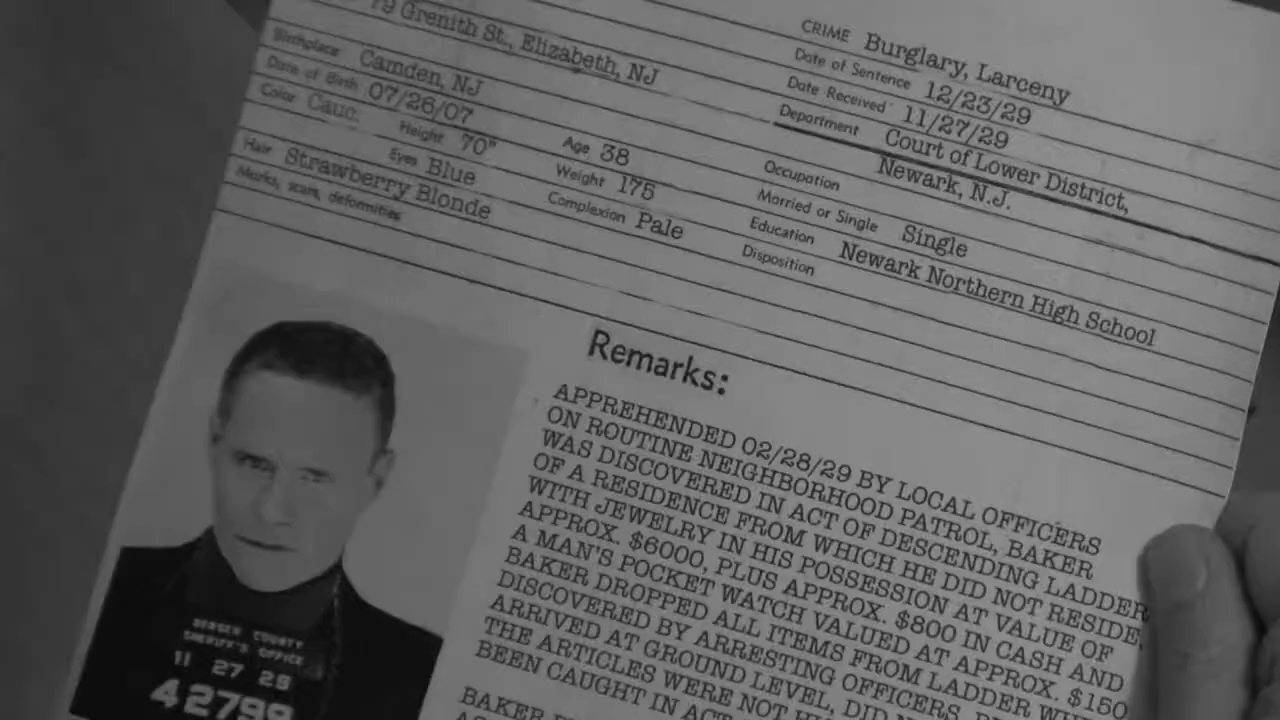 79 Grenith St., Elizabeth, NJ
Birthplace Camden, NJ
Date of Birth 07/26/07
Color Cauc. Height 70" Age 38
Hair Strawberry Blonde Eyes Blue Weight 175
Marks, scars, deformities Complexion Pale
CRIME Burglary, Larceny
Date of Sentence 12/23/29
Date Received 11/27/29
Department Court of Lower District,
Newark, N.J.
Occupation
Married or Single Single
Education Newark Northern High School
Disposition
Remarks:
APPREHENDED 02/28/29 BY LOCAL OFFICERS
ON ROUTINE NEIGHBORHOOD PATROL, BAKER
WAS DISCOVERED IN ACT OF DESCENDING LADDER
OF A RESIDENCE FROM WHICH HE DID NOT RESIDE,
WITH JEWELRY IN HIS POSSESSION AT VALUE OF
APPROX. $6000, PLUS APPROX. $800 IN CASH AND
A MAN'S POCKET WATCH VALUED AT APPROX. $150
BAKER DROPPED ALL ITEMS FROM LADDER
DISCOVERED BY ARRESTING OFFICERS,
ARRIVED AT GROUND LEVEL, DID
THE ARTICLES WERE NOT
BEEN CAUGHT IN ACT
BAKER
BERGEN COUNTY
SHERIFF'S OFFICE
11 27 29
42799